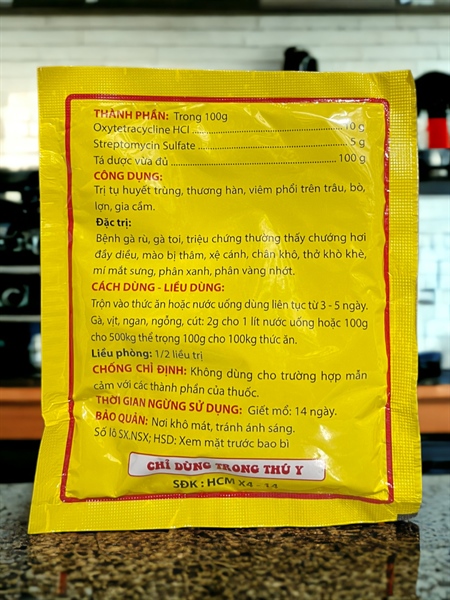 THÀNH PHẦN: Trong 100g
Oxytetracycline HCl ........ 10 g
Streptomycin Sulfate ........ 5 g
Tá dược vừa đủ ........ 100 g
CÔNG DỤNG:
Trị tụ huyết trùng, thương hàn, viêm phổi trên trâu, bò,
lợn, gia cầm.
Đặc trị:
Bệnh gà rù, gà toi, triệu chứng thường thấy chướng hơi
đầy diều, mào bị thâm, xệ cánh, chân khô, thở khò khè,
mí mắt sưng, phân xanh, phân vàng nhớt.
CÁCH DÙNG - LIỀU DÙNG:
Trộn vào thức ăn hoặc nước uống dùng liên tục từ 3 - 5 ngày.
Gà, vịt, ngan, ngỗng, cút: 2g cho 1 lít nước uống hoặc 100g
cho 500kg thể trọng 100g cho 100kg thức ăn.
Liều phòng: 1/2 liều trị
CHỐNG CHỈ ĐỊNH: Không dùng cho trường hợp mẫn
cảm với các thành phần của thuốc.
THỜI GIAN NGỪNG SỬ DỤNG: Giết mổ: 14 ngày.
BẢO QUẢN: Nơi khô mát, tránh ánh sáng.
Số lô SX.NSX; HSD: Xem mặt trước bao bì
CHỈ DÙNG TRONG THÚ Y
SĐK : HCM X4 - 14